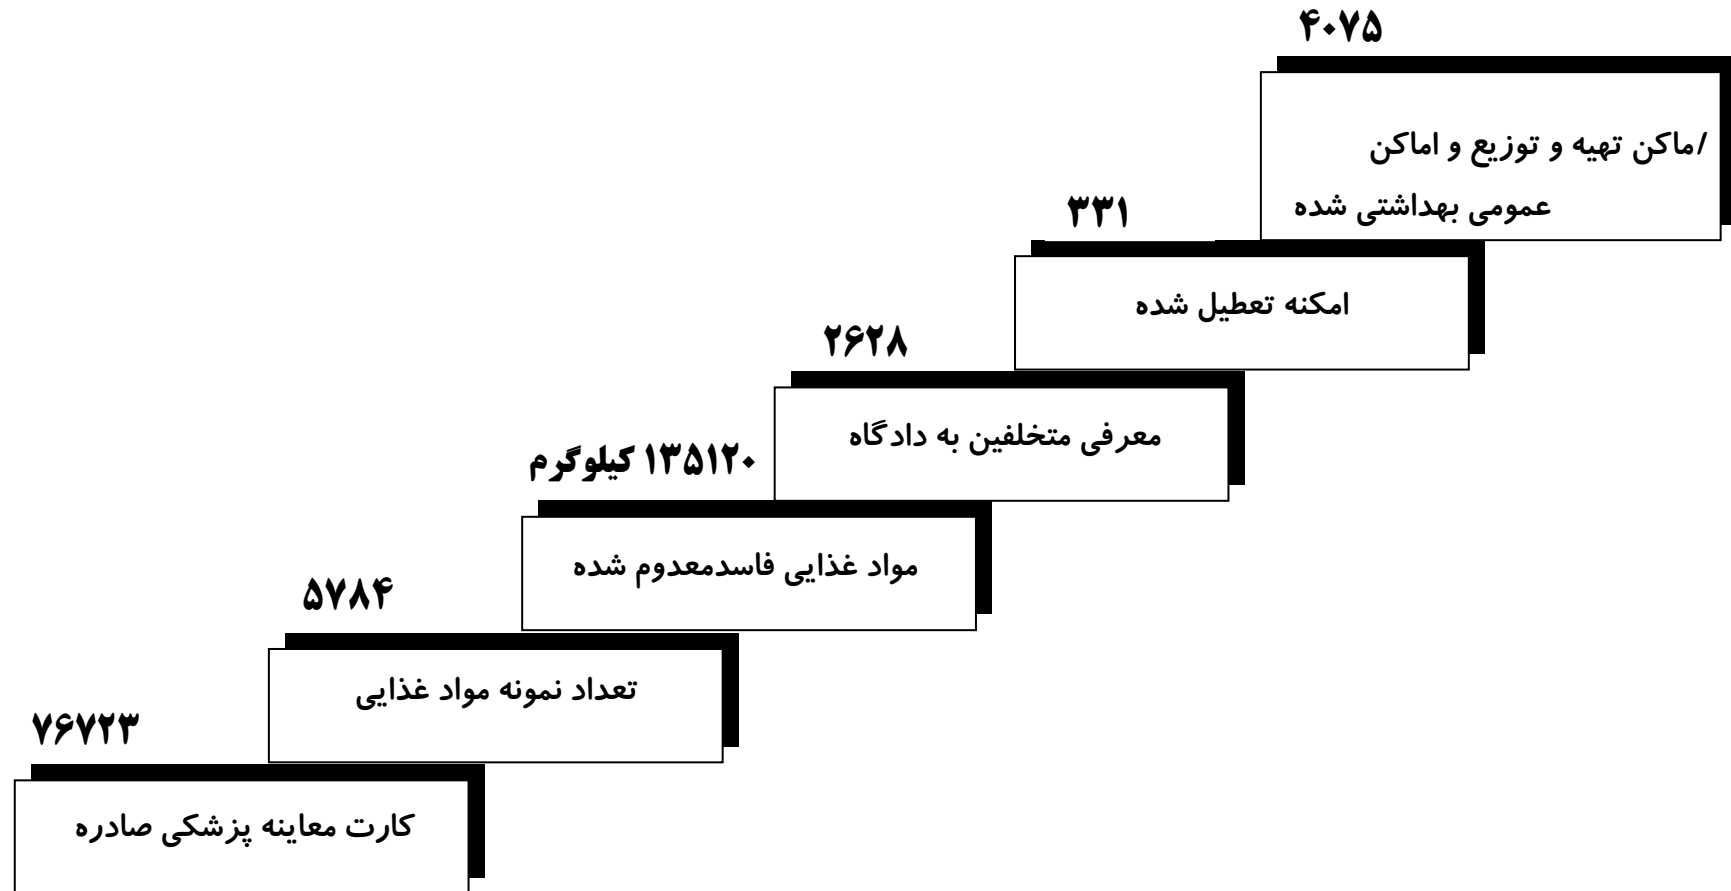 ۴۰۷۵
/ماکن تهیه و توزیع و اماکن
عمومی بهداشتی شده
۳۳۱
امکنه تعطیل شده
۲۶۲۸
معرفی متخلفین به دادگاه
۱۳۵۱۲۰ کیلوگرم
مواد غذایی فاسدمعدوم شده
۵۷۸۴
تعداد نمونه مواد غذایی
۷۶۷۲۳
کارت معاینه پزشکی صادره